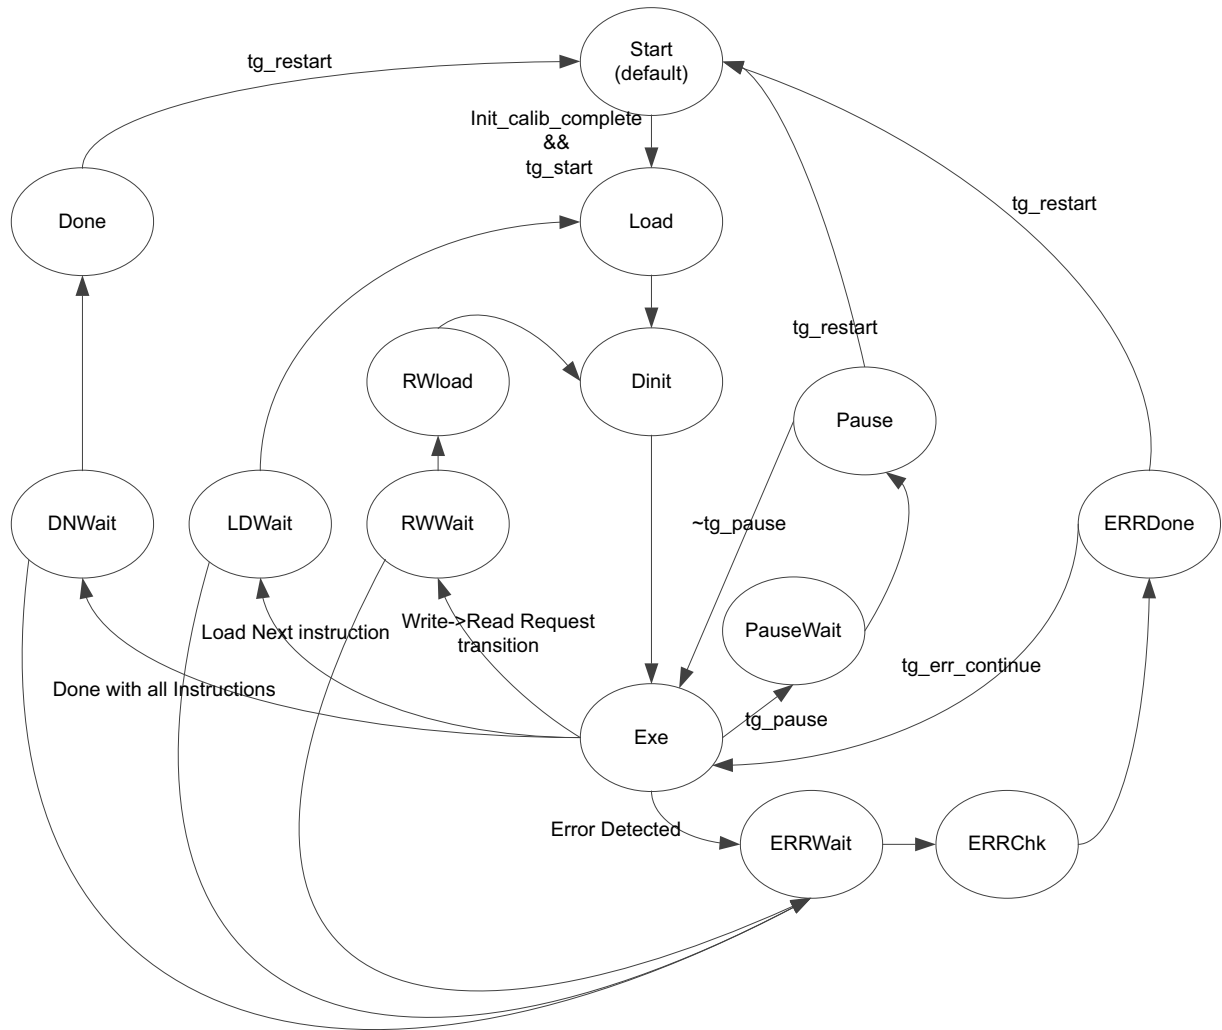 Start
(default)
tg_restart
Init_calib_complete
&&
tg_start
tg_restart
Done
Load
tg_restart
RWload
Dinit
Pause
DNWait
LDWait
RWWait
~tg_pause
ERRDone
Load Next instruction
Write->Read Request
transition
PauseWait
tg_err_continue
Done with all Instructions
tg_pause
Exe
Error Detected
ERRWait
ERRChk